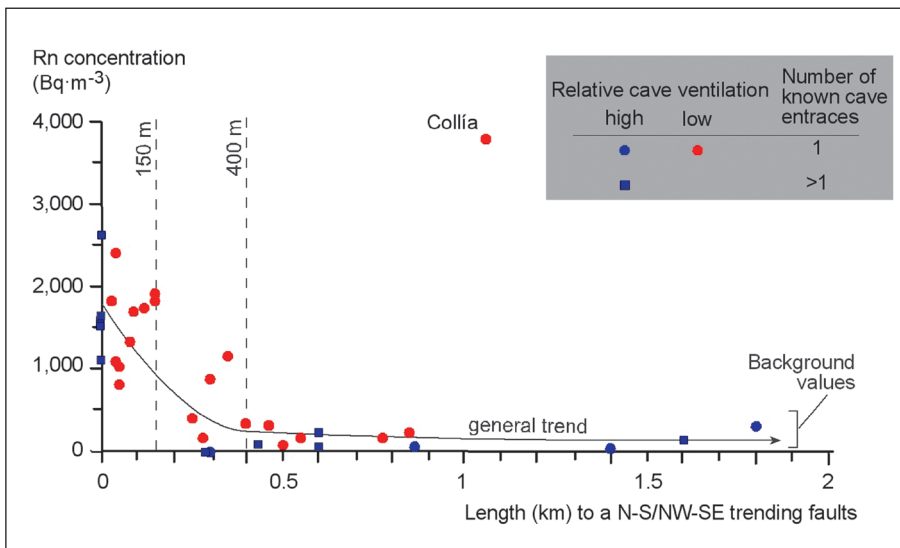 Rn concentration
(Bq·m-3)
4,000
3,000
2,000
1,000
0
150 m
400 m
Collía
Relative cave ventilation
high low
Number of
known cave
entraces
1
>1
general trend
Background
values
0 0.5 1 1.5 2
Length (km) to a N-S/NW-SE trending faults